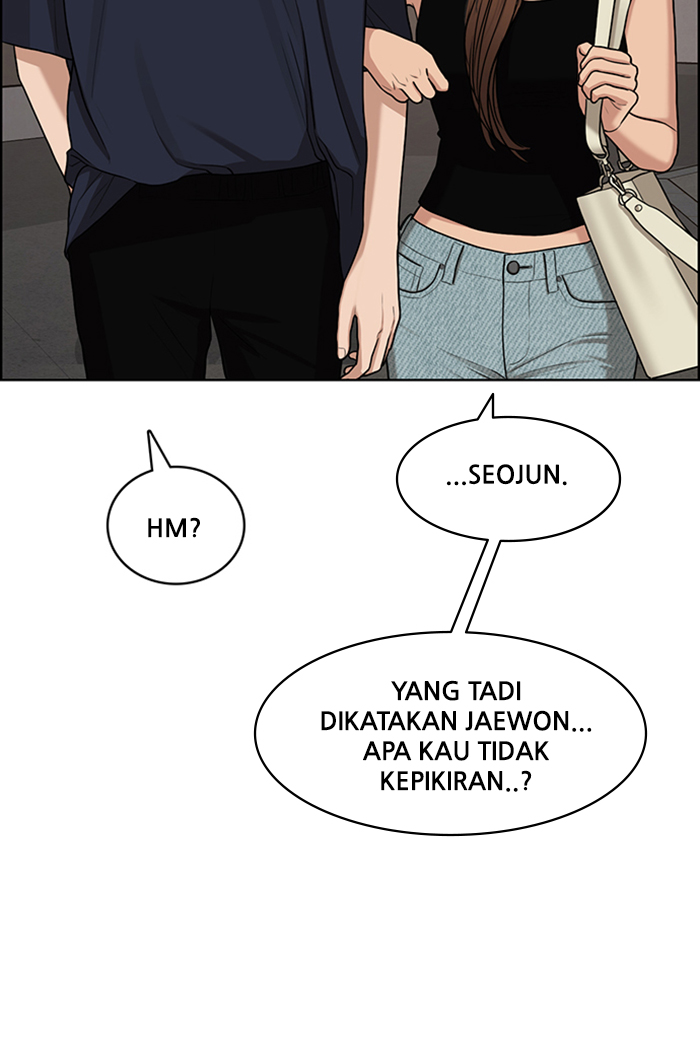 ...SEOJUN.
HM?
YANG TADI
DIKATAKAN JAEWON...
APA KAU TIDAK
KEPIKIRAN..?